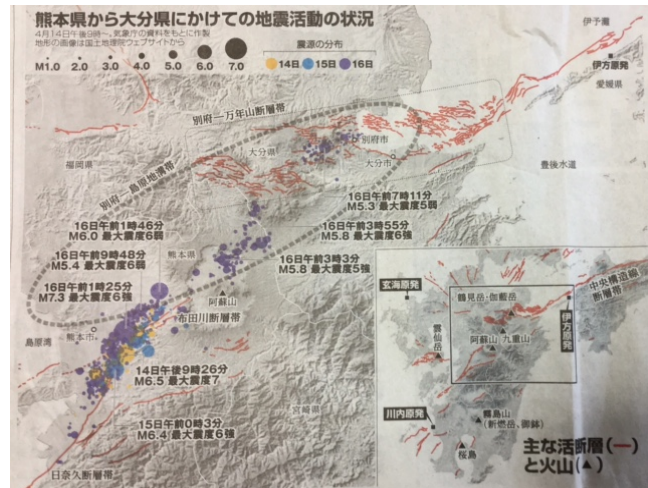 熊本県から大分県にかけての地震活動の状況
4月14日午後9時〜、気象庁の資料をもとに作製
地形の画像は国土地理院ウェブサイトから
M1.0 2.0 3.0 4.0 5.0 6.0 7.0
震源の分布
14日 15日 16日
伊予灘
伊方原発
愛媛県
別府―万年山断層帯
大分県
別府市
大分市
福岡県
豊後水道
別府―島原地溝帯
16日午前7時11分
M5.3 最大震度5弱
16日午前1時46分
M6.0 最大震度6弱
16日午前3時55分
M5.8 最大震度6強
16日午前9時48分
M5.4 最大震度6弱
熊本県
16日午前3時3分
M5.8 最大震度5強
16日午前1時25分
M7.3 最大震度6強
阿蘇山
布田川断層帯
島原湾
熊本市
14日午後9時26分
M6.5 最大震度7
15日午前0時3分
M6.4 最大震度6強
宮崎県
日奈久断層帯
玄海原発
鶴見岳・伽藍岳
中央構造線
断層帯
伊方原発
雲仙岳
阿蘇山
九重山
川内原発
霧島山
(新燃岳、御鉢)
桜島
主な活断層(―)
と火山(▲)